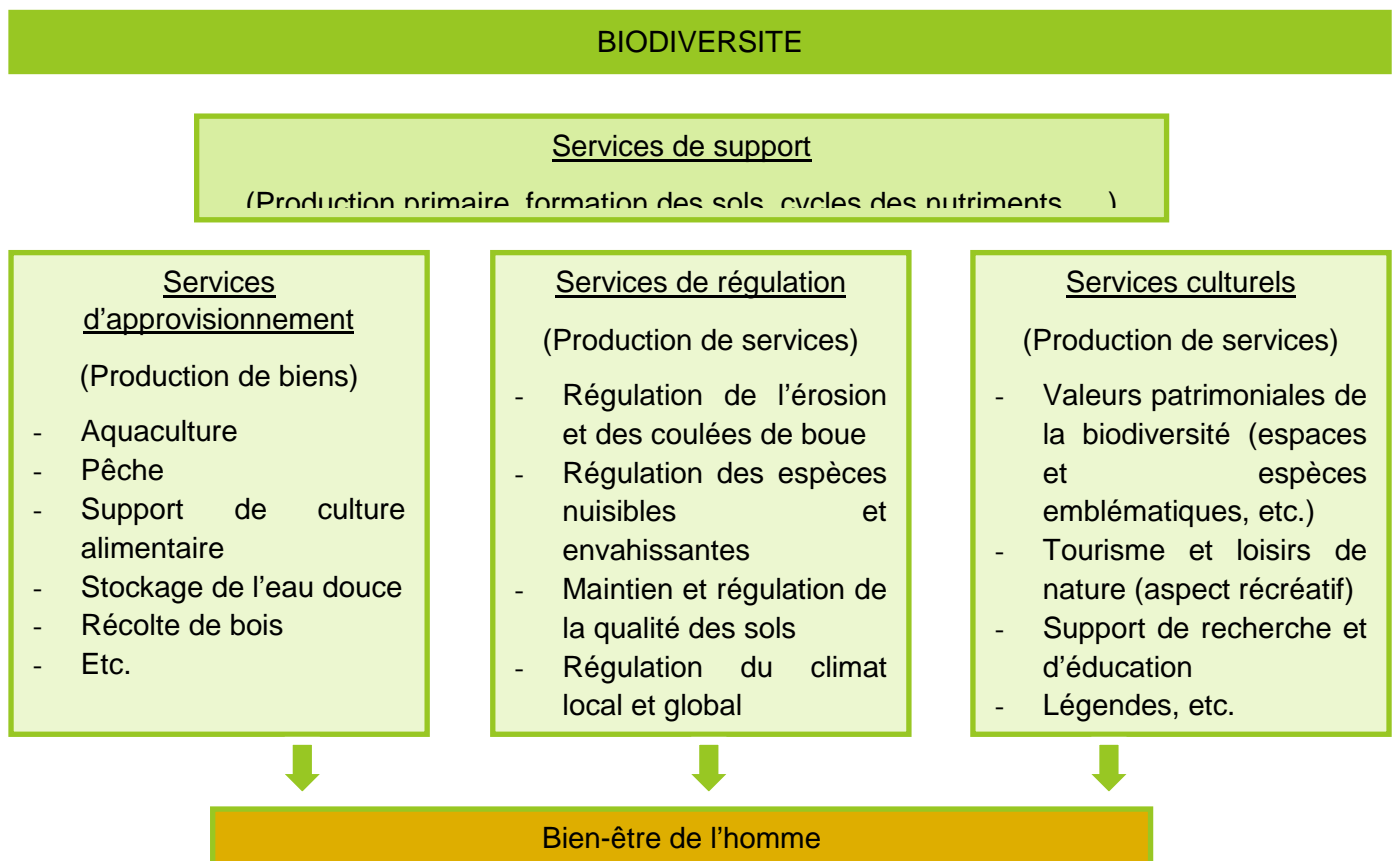 BIODIVERSITE
Services de support
(Production primaire, formation des sols, cycles des nutriments, ...)
Services
d’approvisionnement
(Production de biens)
- Aquaculture
- Pêche
- Support de culture
alimentaire
- Stockage de l’eau douce
- Récolte de bois
- Etc.
Services de régulation
(Production de services)
- Régulation de l’érosion
et des coulées de boue
- Régulation des espèces
nuisibles et
envahissantes
- Maintien et régulation de
la qualité des sols
- Régulation du climat
local et global
Services culturels
(Production de services)
- Valeurs patrimoniales de
la biodiversité (espaces
et espèces
emblématiques, etc.)
- Tourisme et loisirs de
nature (aspect récréatif)
- Support de recherche et
d’éducation
- Légendes, etc.
Bien-être de l’homme